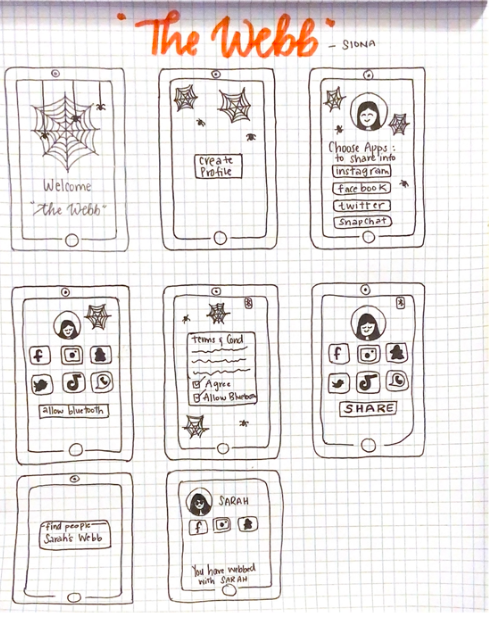 "The Webb" - SIONA
Welcome
"The Webb"
Create
Profile
Choose Apps :
to share info
instagram
facebook
twitter
snapchat
f
allow bluetooth
Terms & Cond
Agree
Allow Bluetooth
f
SHARE
find people
Sarah's Webb
SARAH
f
You have webbed
with SARAH